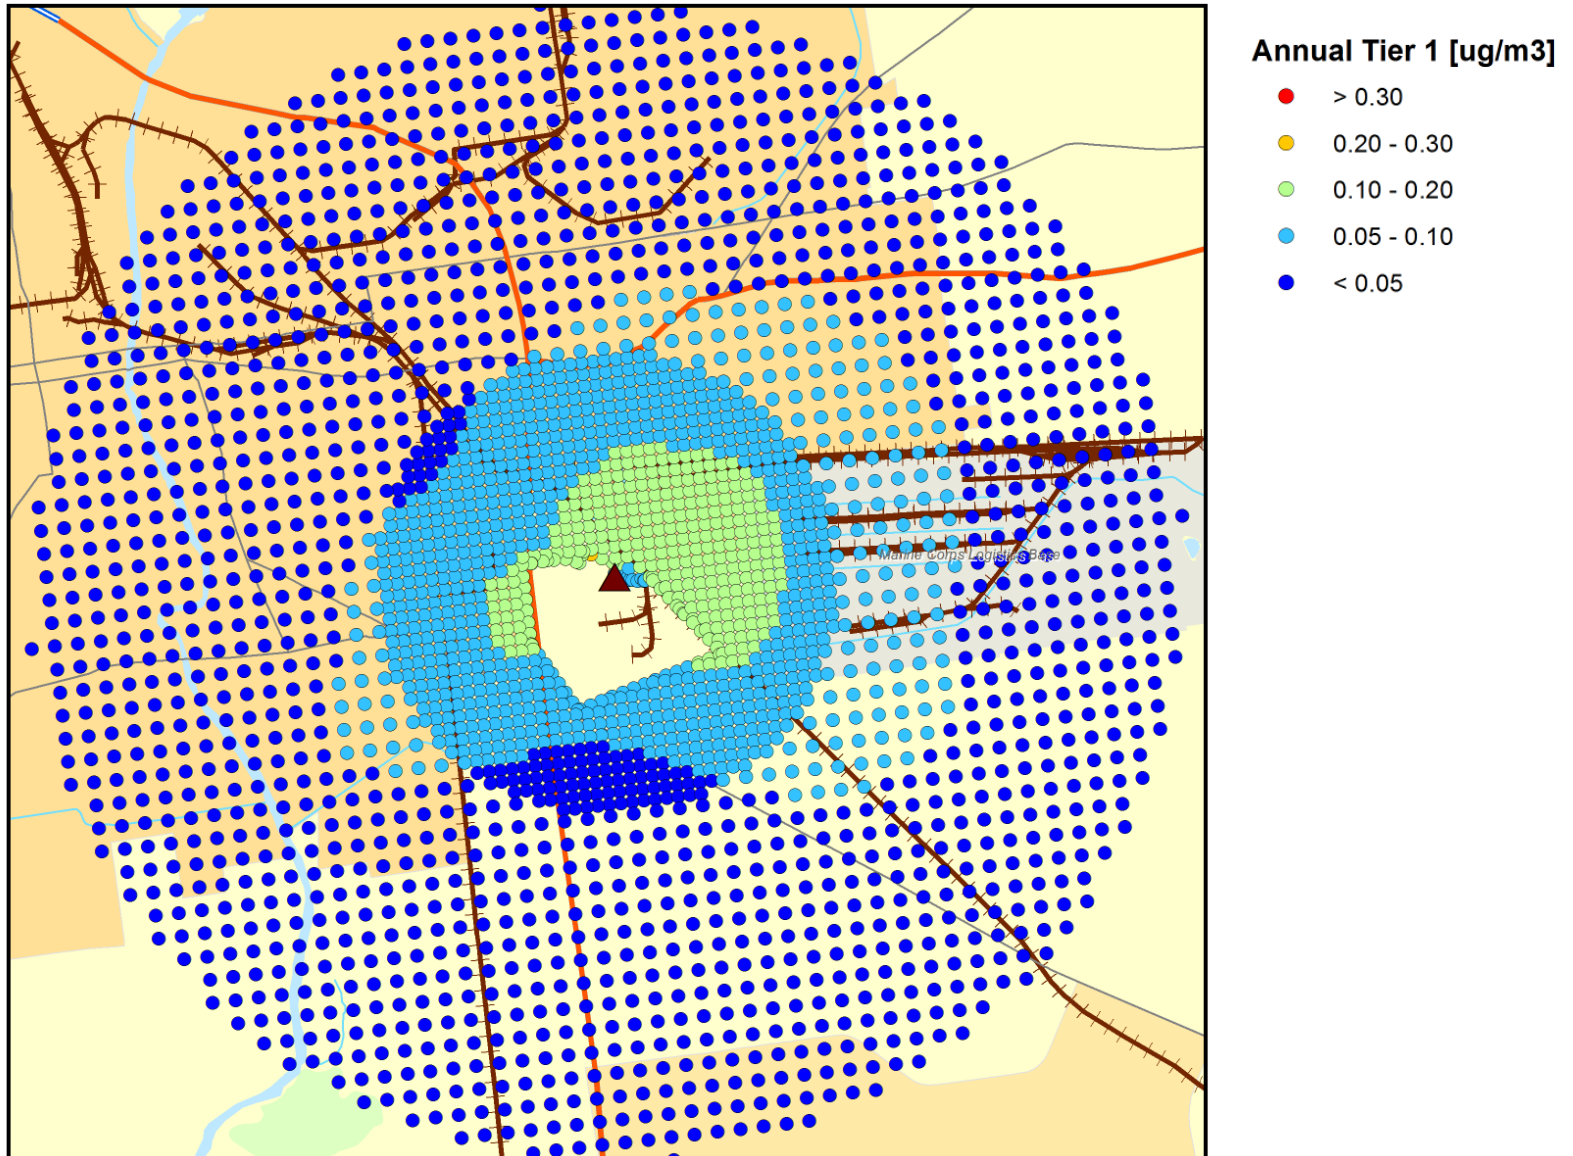 Annual Tier 1 [ug/m3]
> 0.30
0.20 - 0.30
0.10 - 0.20
0.05 - 0.10
< 0.05
Marine Corps Logistics Base